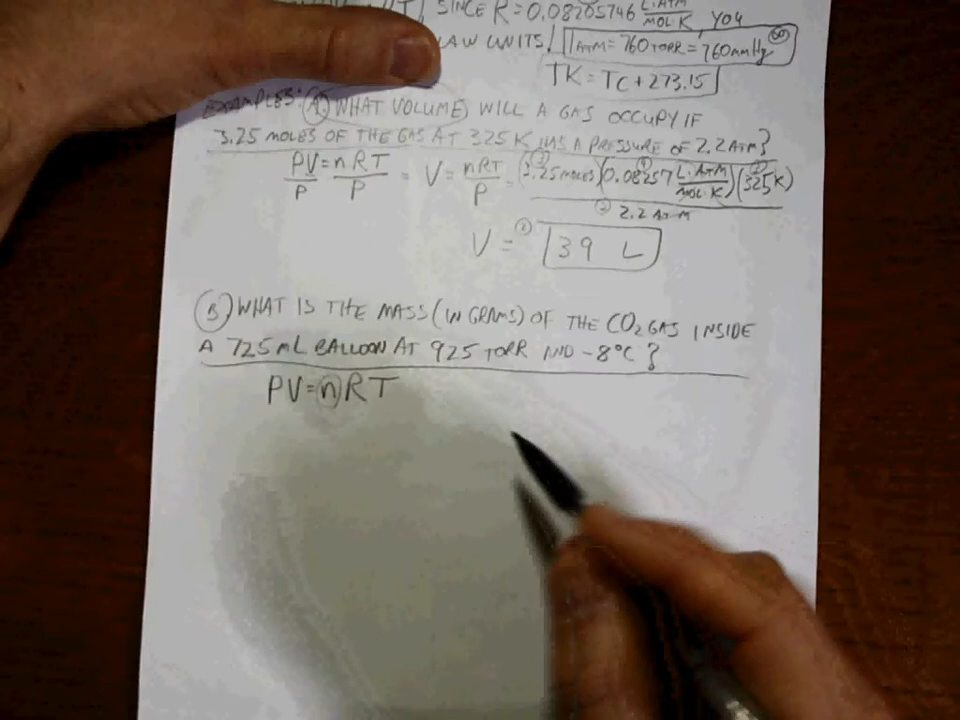 SINCE R = 0.08205746 L·ATM/MOL·K, YOU
LAW UNITS! 1 ATM = 760 TORR = 760 mmHg
TK = TC + 273.15
EXAMPLES: (A) WHAT VOLUME WILL A GAS OCCUPY IF
3.25 MOLES OF THE GAS AT 325 K HAS A PRESSURE OF 2.2 ATM?
PV/P = nRT/P = V = nRT/P = (3.25 MOLES)(0.08257 L·ATM/MOL·K)(325K)
2.2 ATM
V = 39 L
(B) WHAT IS THE MASS (IN GRAMS) OF THE CO2 GAS INSIDE
A 725 mL BALLOON AT 925 TORR AND -8°C?
PV = nRT